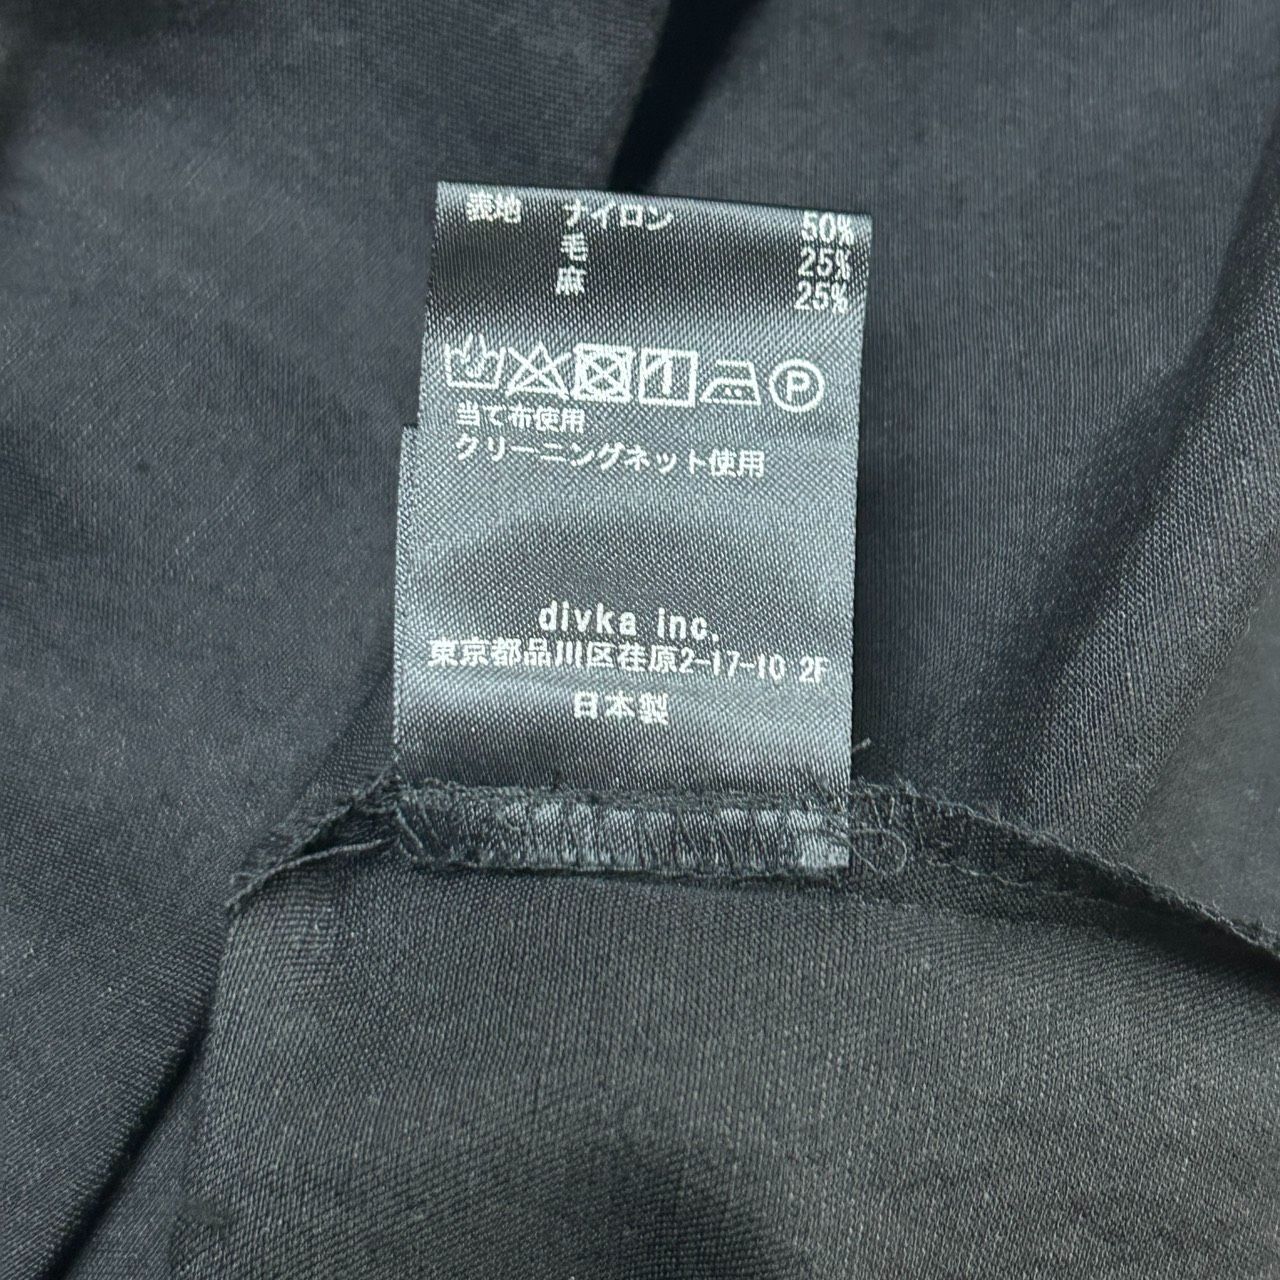 表地 ナイロン 50%
毛 25%
麻 25%
P
当て布使用
クリーニングネット使用
divka inc.
東京都品川区荏原2-17-10 2F
日本製